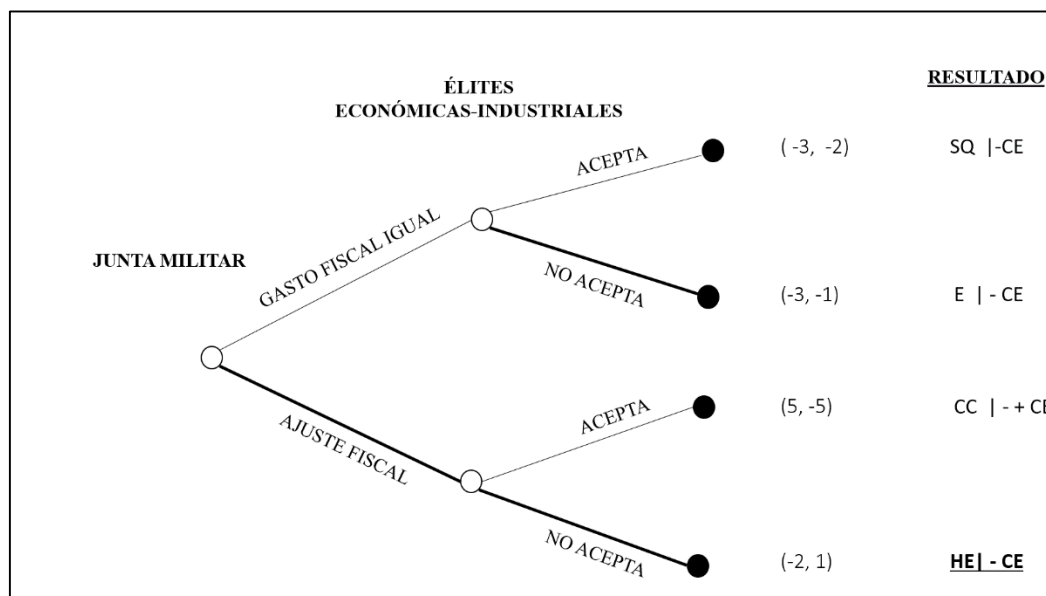 RESULTADO
ÉLITES
ECONÓMICAS-INDUSTRIALES
ACEPTA
( -3, -2)
SQ |-CE
GASTO FISCAL IGUAL
JUNTA MILITAR
NO ACEPTA
(-3, -1)
E | - CE
ACEPTA
(5, -5)
CC | - + CE
AJUSTE FISCAL
NO ACEPTA
(-2, 1)
HE| - CE